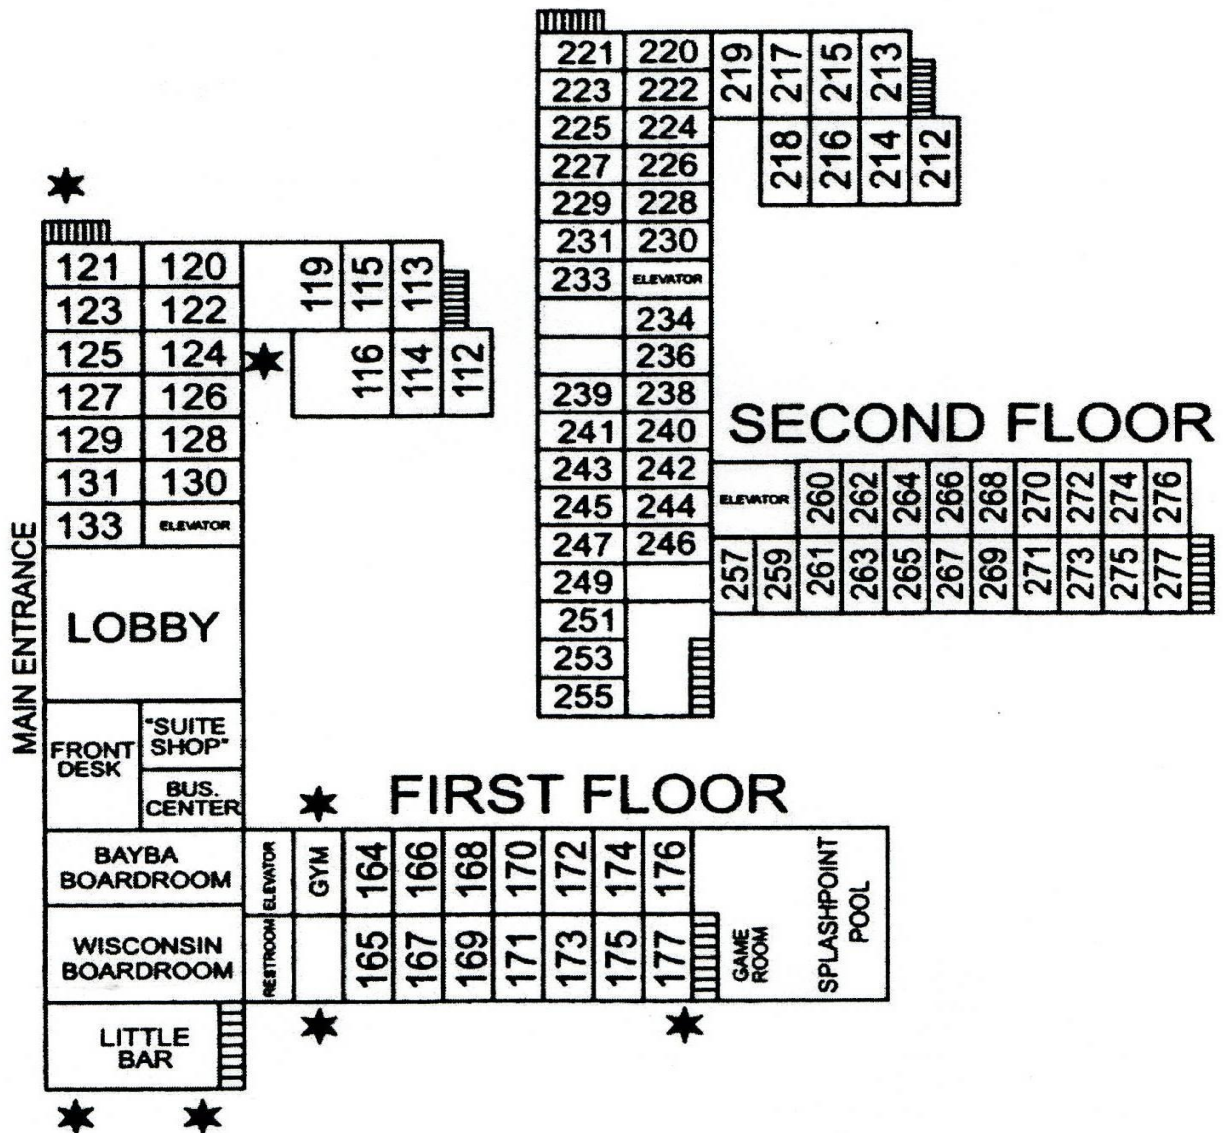 221 220 219 217 215 213
223 222
225 224 218 216 214 212
227 226
229 228
231 230
233 ELEVATOR
234
236
239 238
241 240
243 242
245 244
247 246
249
251
253
255
SECOND FLOOR
ELEVATOR 260 262 264 266 268 270 272 274 276
257 259 261 263 265 267 269 271 273 275 277
121 120 119 115 113
123 122
125 124 116 114 112
127 126
129 128
131 130
133 ELEVATOR
MAIN ENTRANCE
LOBBY
FRONT
DESK
"SUITE
SHOP"
BUS.
CENTER
FIRST FLOOR
BAYBA
BOARDROOM
WISCONSIN
BOARDROOM
LITTLE
BAR
ELEVATOR GYM 164 166 168 170 172 174 176
RESTROOM 165 167 169 171 173 175 177
GAME
ROOM
SPLASHPOINT
POOL